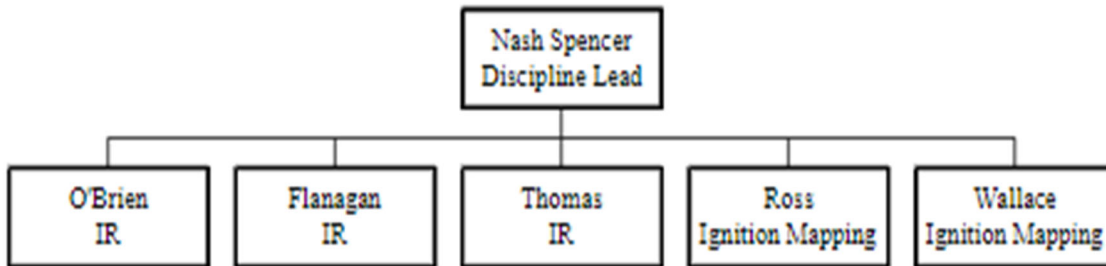 Nash Spencer
Discipline Lead
O'Brien
IR
Flanagan
IR
Thomas
IR
Ross
Ignition Mapping
Wallace
Ignition Mapping